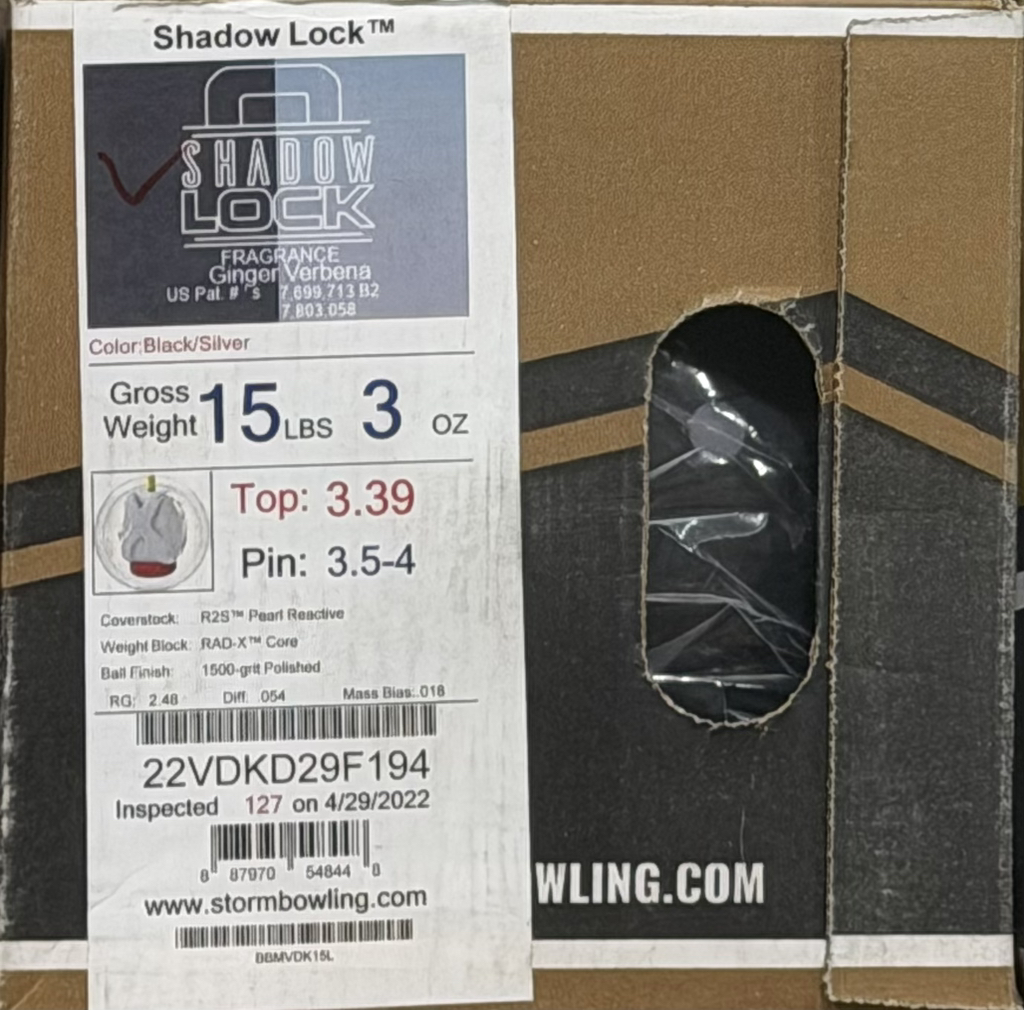 Shadow Lock™
SHADOW
LOCK
FRAGRANCE
Ginger Verbena
US Pat. # 's 7,699,713 B2
7,803,058
Color:Black/Silver
Gross Weight 15 LBS 3 OZ
Top: 3.39
Pin: 3.5-4
Coverstock: R2S™ Pearl Reactive
Weight Block: RAD-X™ Core
Ball Finish: 1500-grit Polished
RG: 2.48 Diff: .054 Mass Bias: .018
22VDKD29F194
Inspected 127 on 4/29/2022
8 87970 54844 8
www.stormbowling.com
BBMVDK15L
WLING.COM